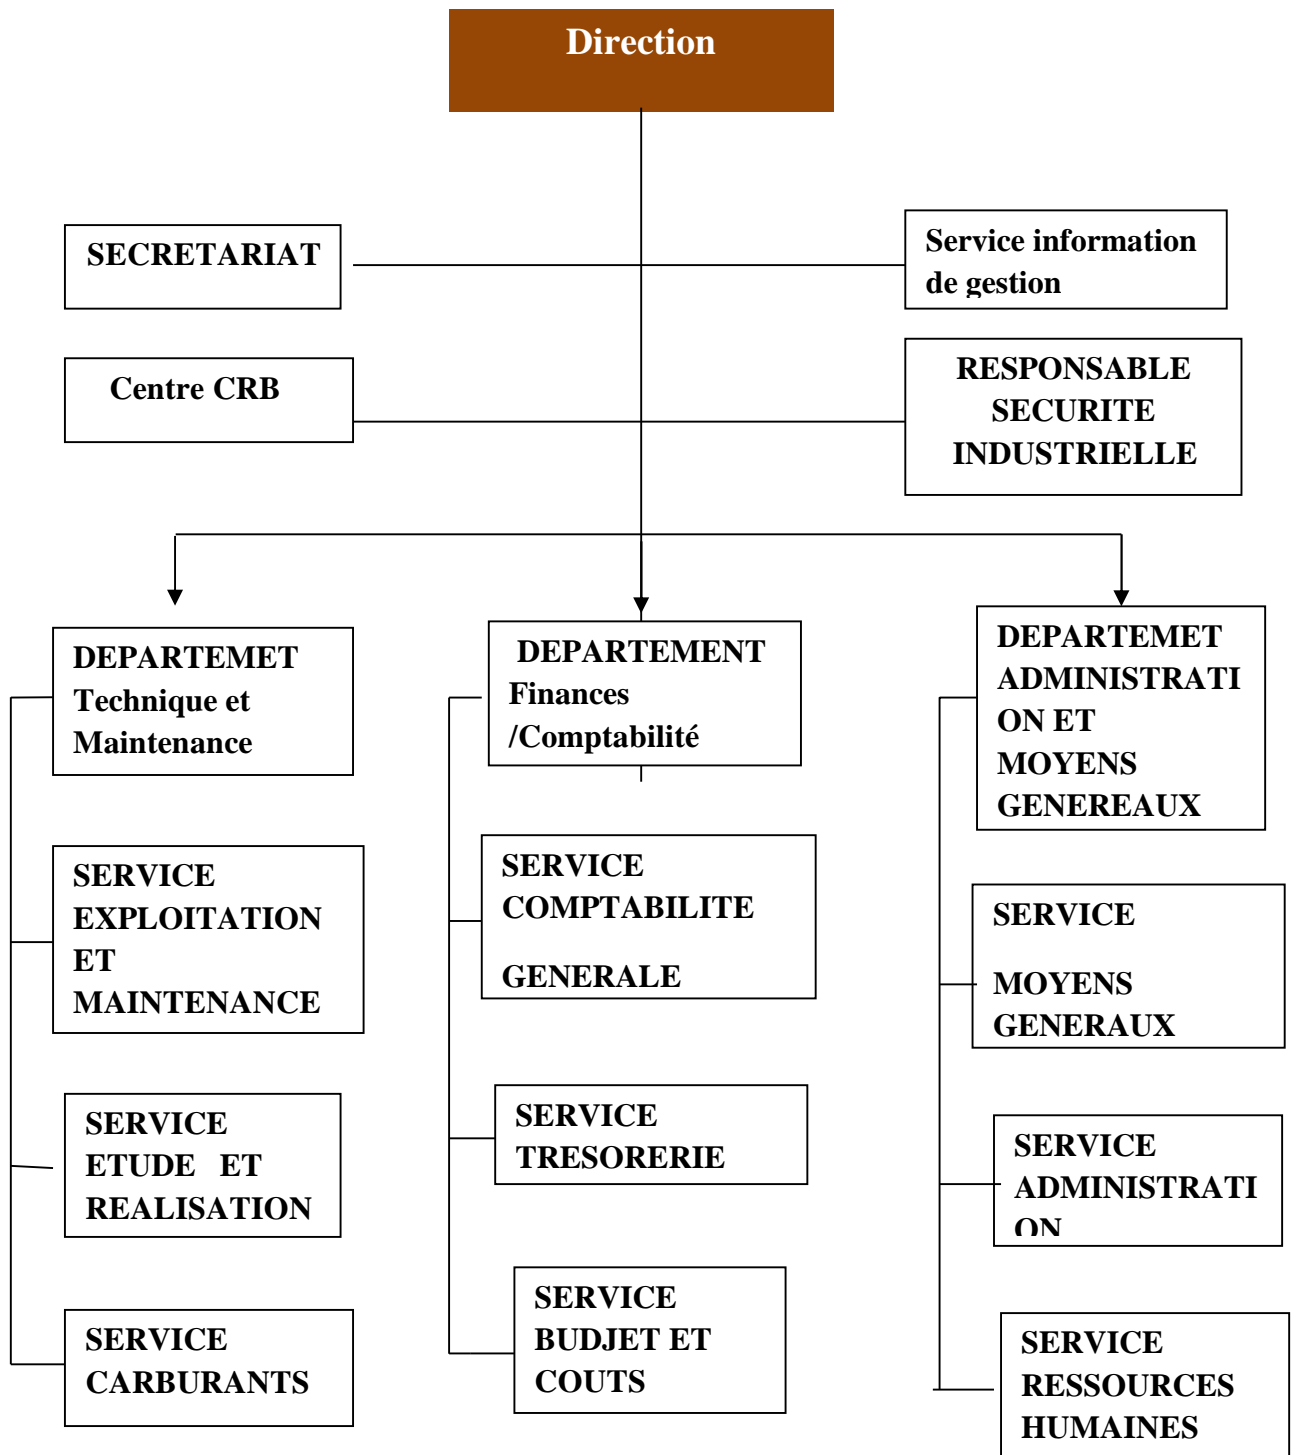 Direction
SECRETARIAT
Service information
de gestion
Centre CRB
RESPONSABLE
SECURITE
INDUSTRIELLE
DEPARTEMET
Technique et
Maintenance
DEPARTEMENT
Finances
/Comptabilité
DEPARTEMET
ADMINISTRATI
ON ET
MOYENS
GENEREAUX
SERVICE
EXPLOITATION
ET
MAINTENANCE
SERVICE
COMPTABILITE
GENERALE
SERVICE
MOYENS
GENERAUX
SERVICE
ETUDE ET
REALISATION
SERVICE
TRESORERIE
SERVICE
ADMINISTRATI
ON
SERVICE
CARBURANTS
SERVICE
BUDJET ET
COUTS
SERVICE
RESSOURCES
HUMAINES